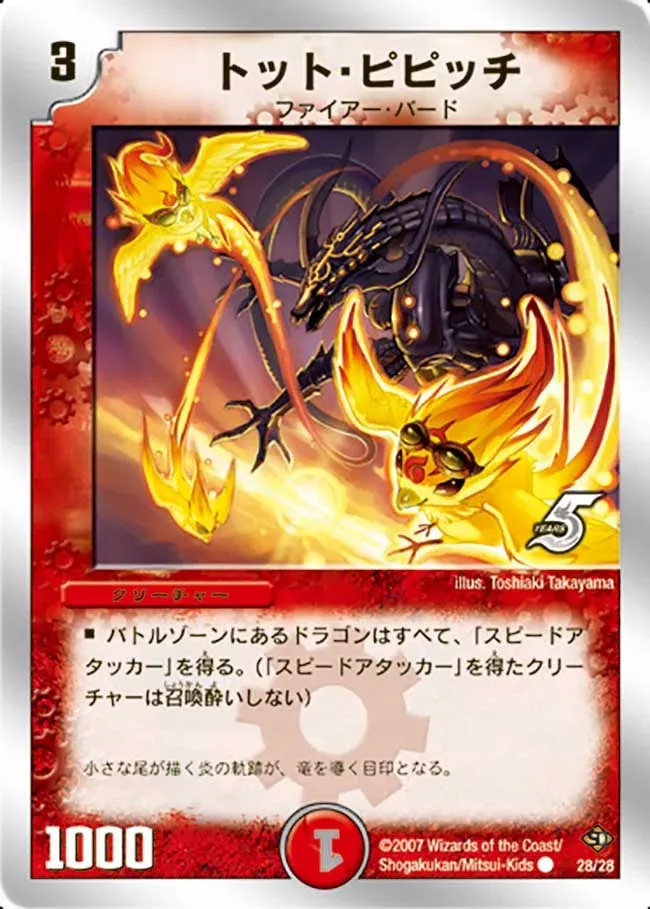 3
トット・ピピッチ
ファイアー・バード
5
YEARS
illus. Toshiaki Takayama
クリーチャー
■ バトルゾーンにあるドラゴンはすべて、「スピードア
タッカー」を得る。(「スピードアタッカー」を得たクリー
チャーは召喚酔いしない)
小さな尾が描く炎の軌跡が、竜を導く目印となる。
1000
1
©2007 Wizards of the Coast/
Shogakukan/Mitsui-Kids
28/28